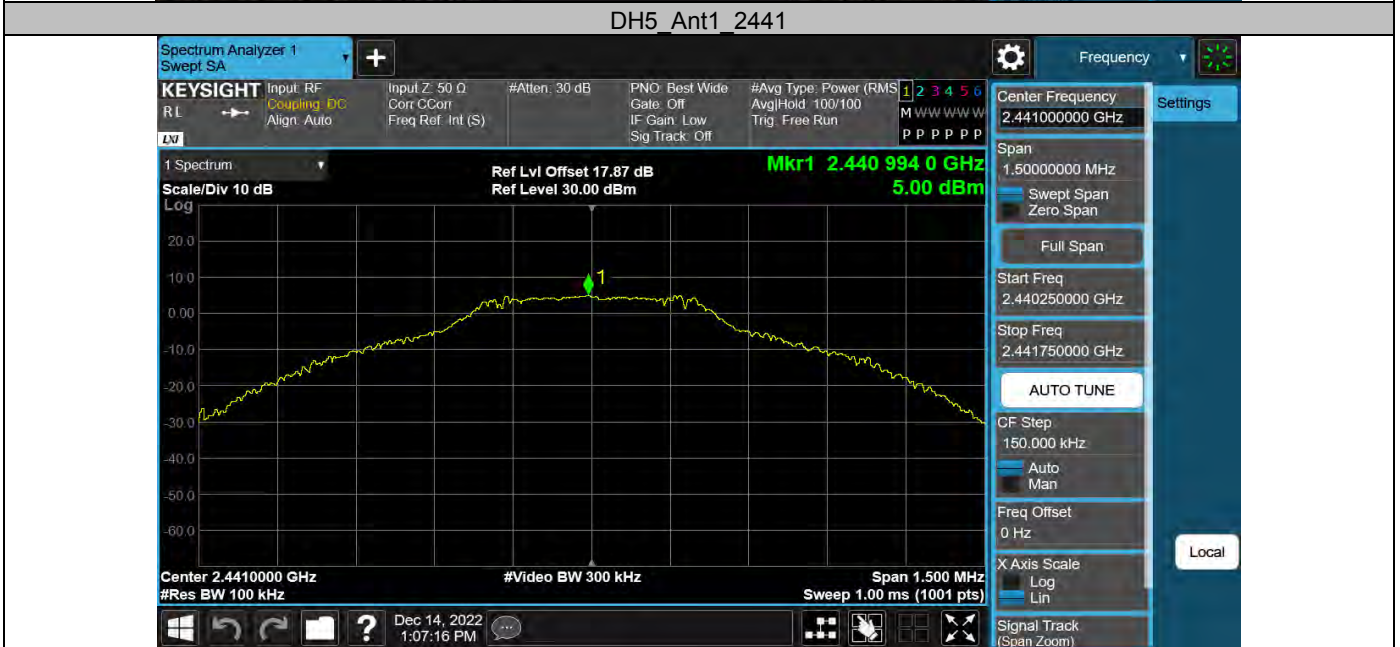 DH5_Ant1_2441
Spectrum Analyzer 1
Swept SA
Frequency
KEYSIGHT
RL
LXI
Input: RF
Coupling: DC
Align: Auto
Input Z: 50 Ω
Corr CCorr
Freq Ref: Int (S)
#Atten: 30 dB
PNO: Best Wide
Gate: Off
IF Gain: Low
Sig Track: Off
#Avg Type: Power (RMS
Avg|Hold: 100/100
Trig: Free Run
1 2 3 4 5 6
M W W W W W
P P P P P P
1 Spectrum
Scale/Div 10 dB
Ref Lvl Offset 17.87 dB
Ref Level 30.00 dBm
Mkr1 2.440 994 0 GHz
5.00 dBm
Log
20.0
10.0
0.00
-10.0
-20.0
-30.0
-40.0
-50.0
-60.0
1
Center 2.4410000 GHz
#Res BW 100 kHz
#Video BW 300 kHz
Span 1.500 MHz
Sweep 1.00 ms (1001 pts)
Center Frequency
2.441000000 GHz
Span
1.50000000 MHz
Swept Span
Zero Span
Full Span
Start Freq
2.440250000 GHz
Stop Freq
2.441750000 GHz
AUTO TUNE
CF Step
150.000 kHz
Auto
Man
Freq Offset
0 Hz
X Axis Scale
Log
Lin
Signal Track
(Span Zoom)
Settings
Local
?
Dec 14, 2022
1:07:16 PM